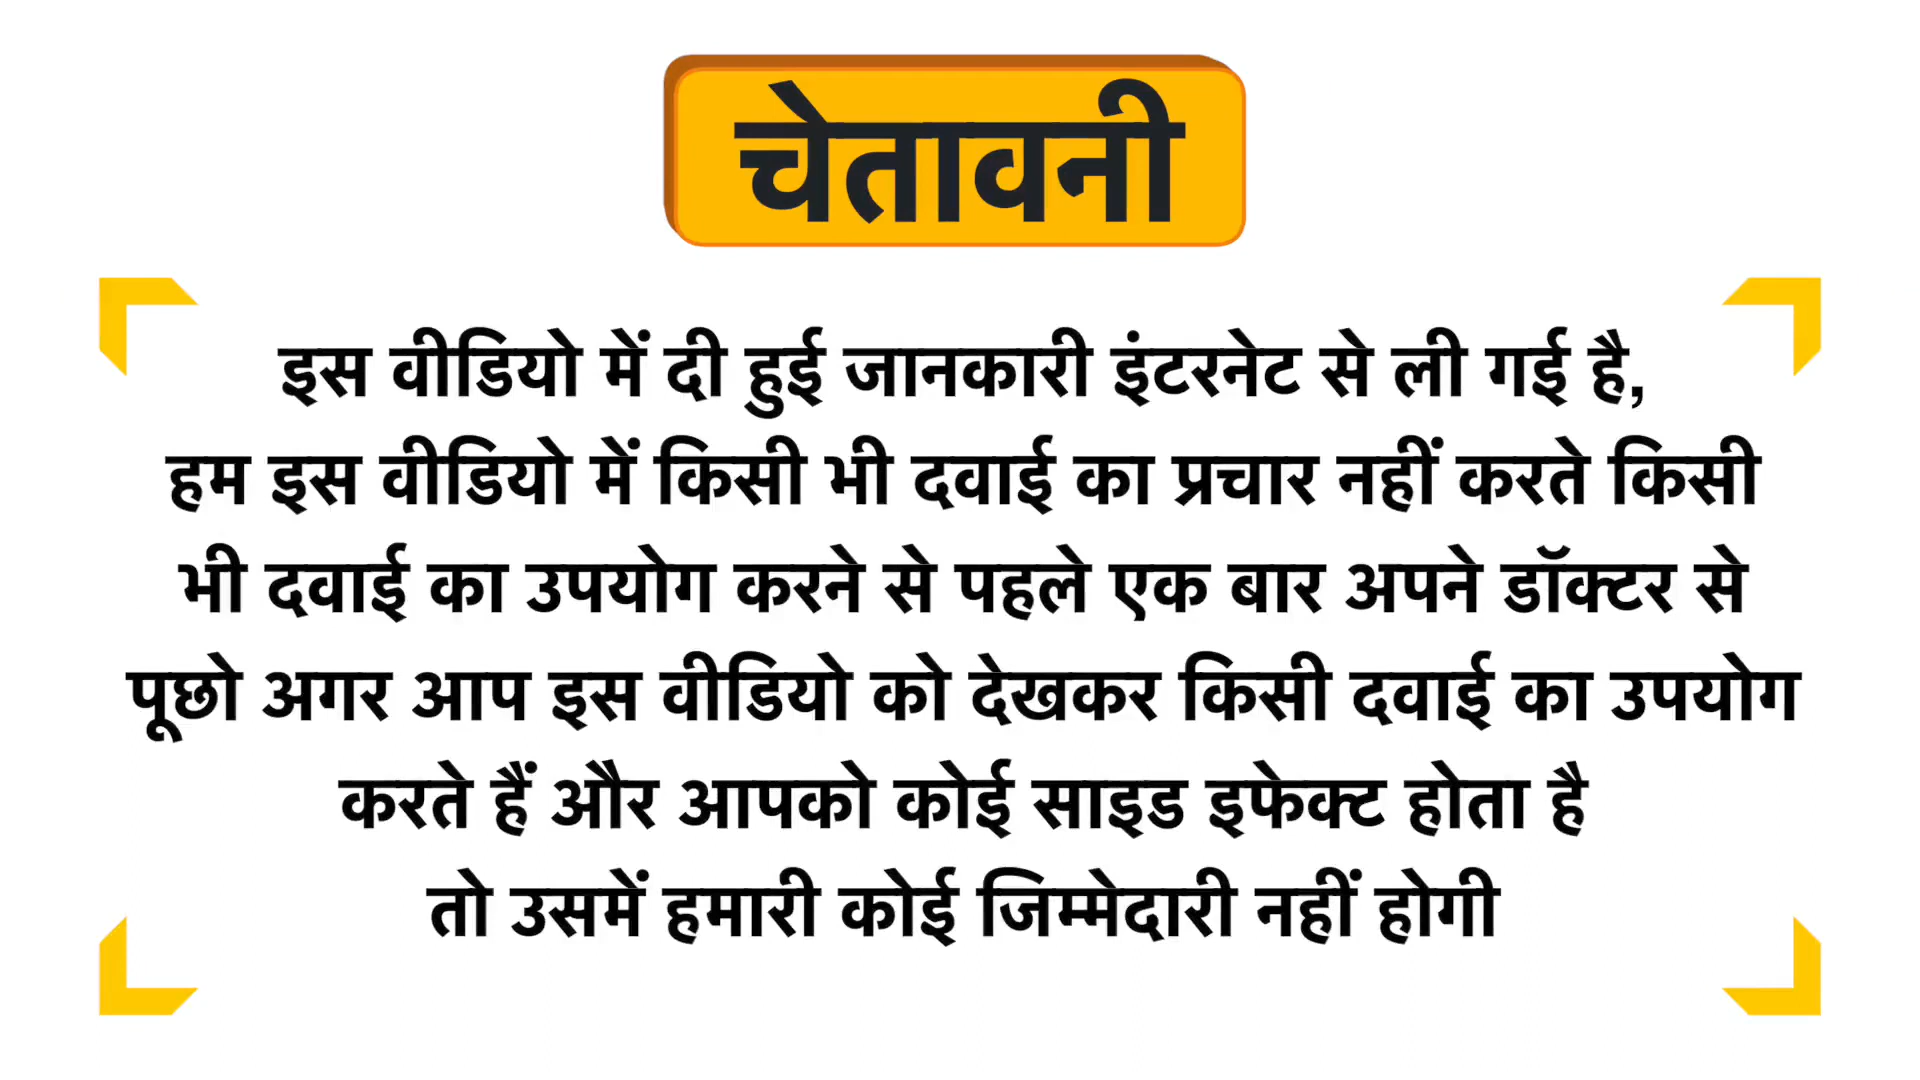 चेतावनी
इस वीडियो में दी हुई जानकारी इंटरनेट से ली गई है,
हम इस वीडियो में किसी भी दवाई का प्रचार नहीं करते किसी
भी दवाई का उपयोग करने से पहले एक बार अपने डॉक्टर से
पूछो अगर आप इस वीडियो को देखकर किसी दवाई का उपयोग
करते हैं और आपको कोई साइड इफेक्ट होता है
तो उसमें हमारी कोई जिम्मेदारी नहीं होगी